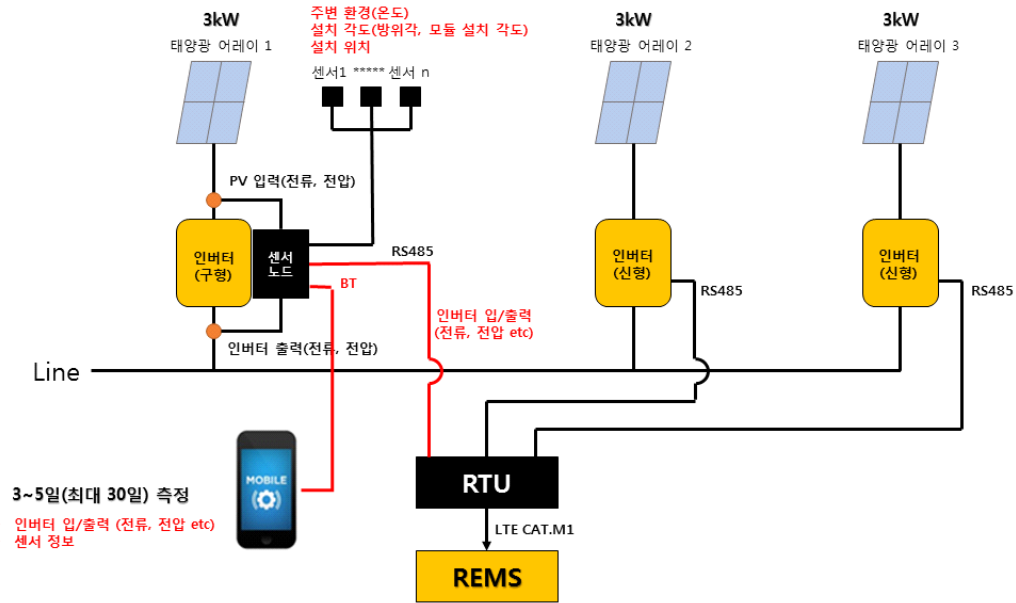 3kW
태양광 어레이 1
주변 환경(온도)
설치 각도(방위각, 모듈 설치 각도)
설치 위치
센서1 ***** 센서 n
3kW
태양광 어레이 2
3kW
태양광 어레이 3
PV 입력(전류, 전압)
인버터
(구형)
센서
노드
RS485
BT
인버터 입/출력
(전류, 전압 etc)
인버터
(신형)
RS485
인버터
(신형)
RS485
인버터 출력(전류, 전압)
Line
MOBILE
3~5일(최대 30일) 측정
인버터 입/출력 (전류, 전압 etc)
센서 정보
RTU
LTE CAT.M1
REMS